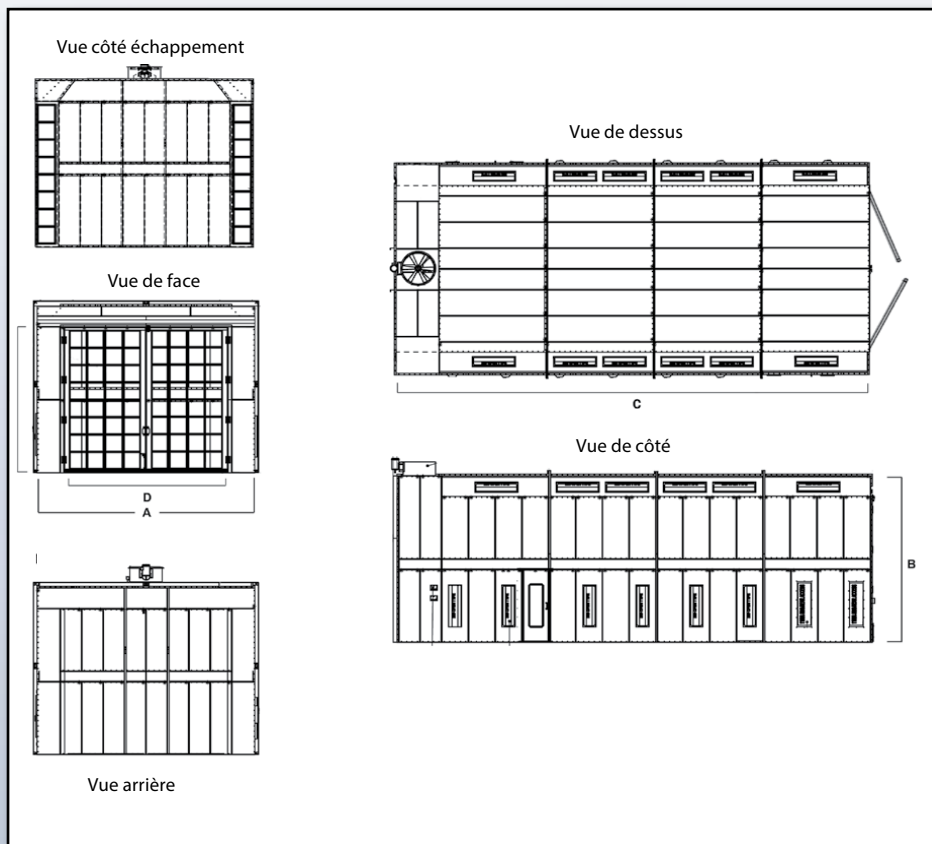 Vue côté échappement
Vue de dessus
Vue de face
C
D
A
Vue de côté
B
Vue arrière